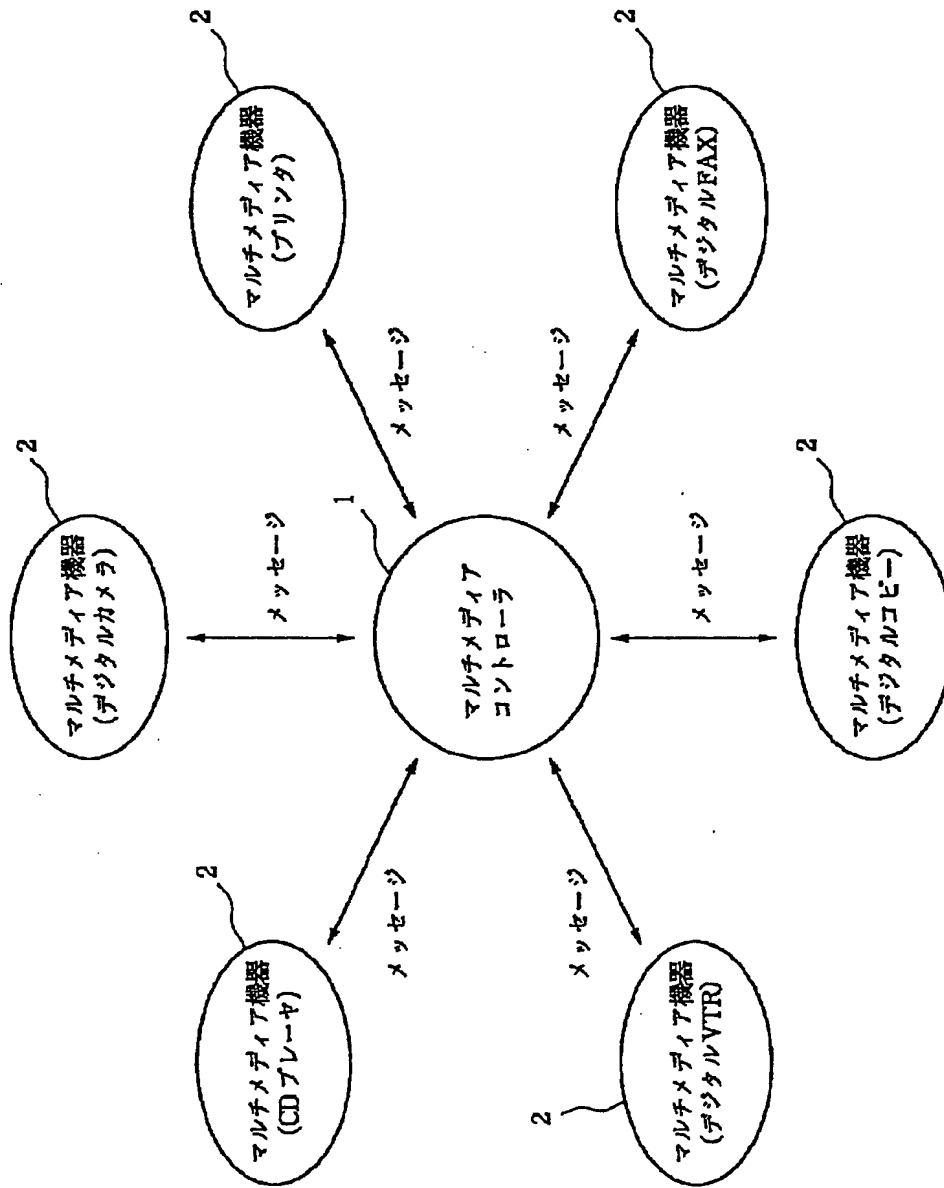 2
マルチメディア機器
(デジタルカメラ)
メッセージ
2
マルチメディア機器
(CDプレーヤ)
メッセージ
2
マルチメディア機器
(プリンタ)
メッセージ
1
マルチメディア
コントローラ
2
マルチメディア機器
(デジタルVTR)
メッセージ
2
マルチメディア機器
(デジタルFAX)
メッセージ
メッセージ
2
マルチメディア機器
(デジタルコピー)